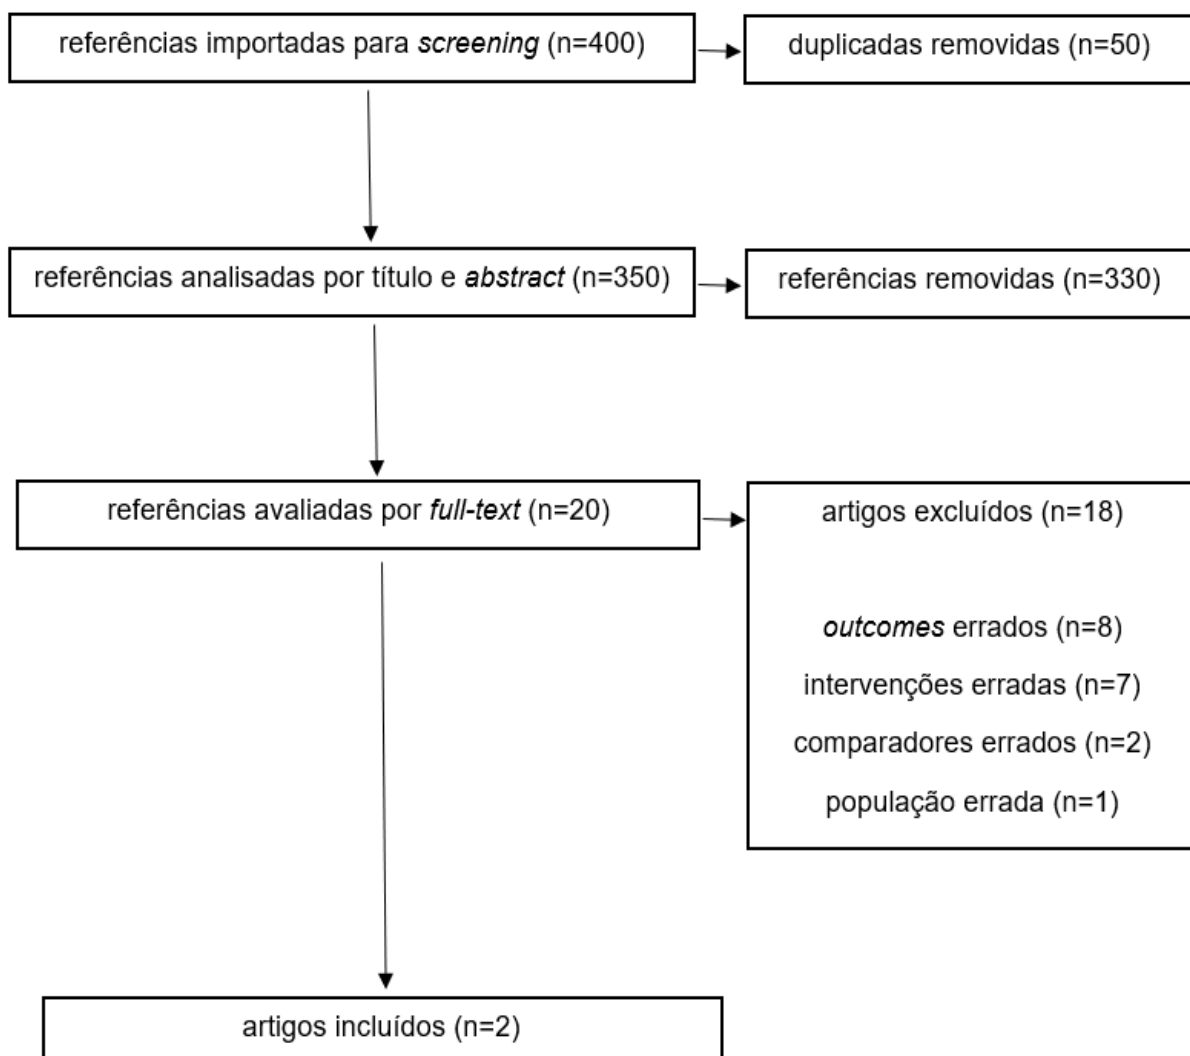 referências importadas para screening (n=400)
duplicadas removidas (n=50)
referências analisadas por título e abstract (n=350)
referências removidas (n=330)
referências avaliadas por full-text (n=20)
artigos excluídos (n=18)
outcomes errados (n=8)
intervenções erradas (n=7)
comparadores errados (n=2)
população errada (n=1)
artigos incluídos (n=2)